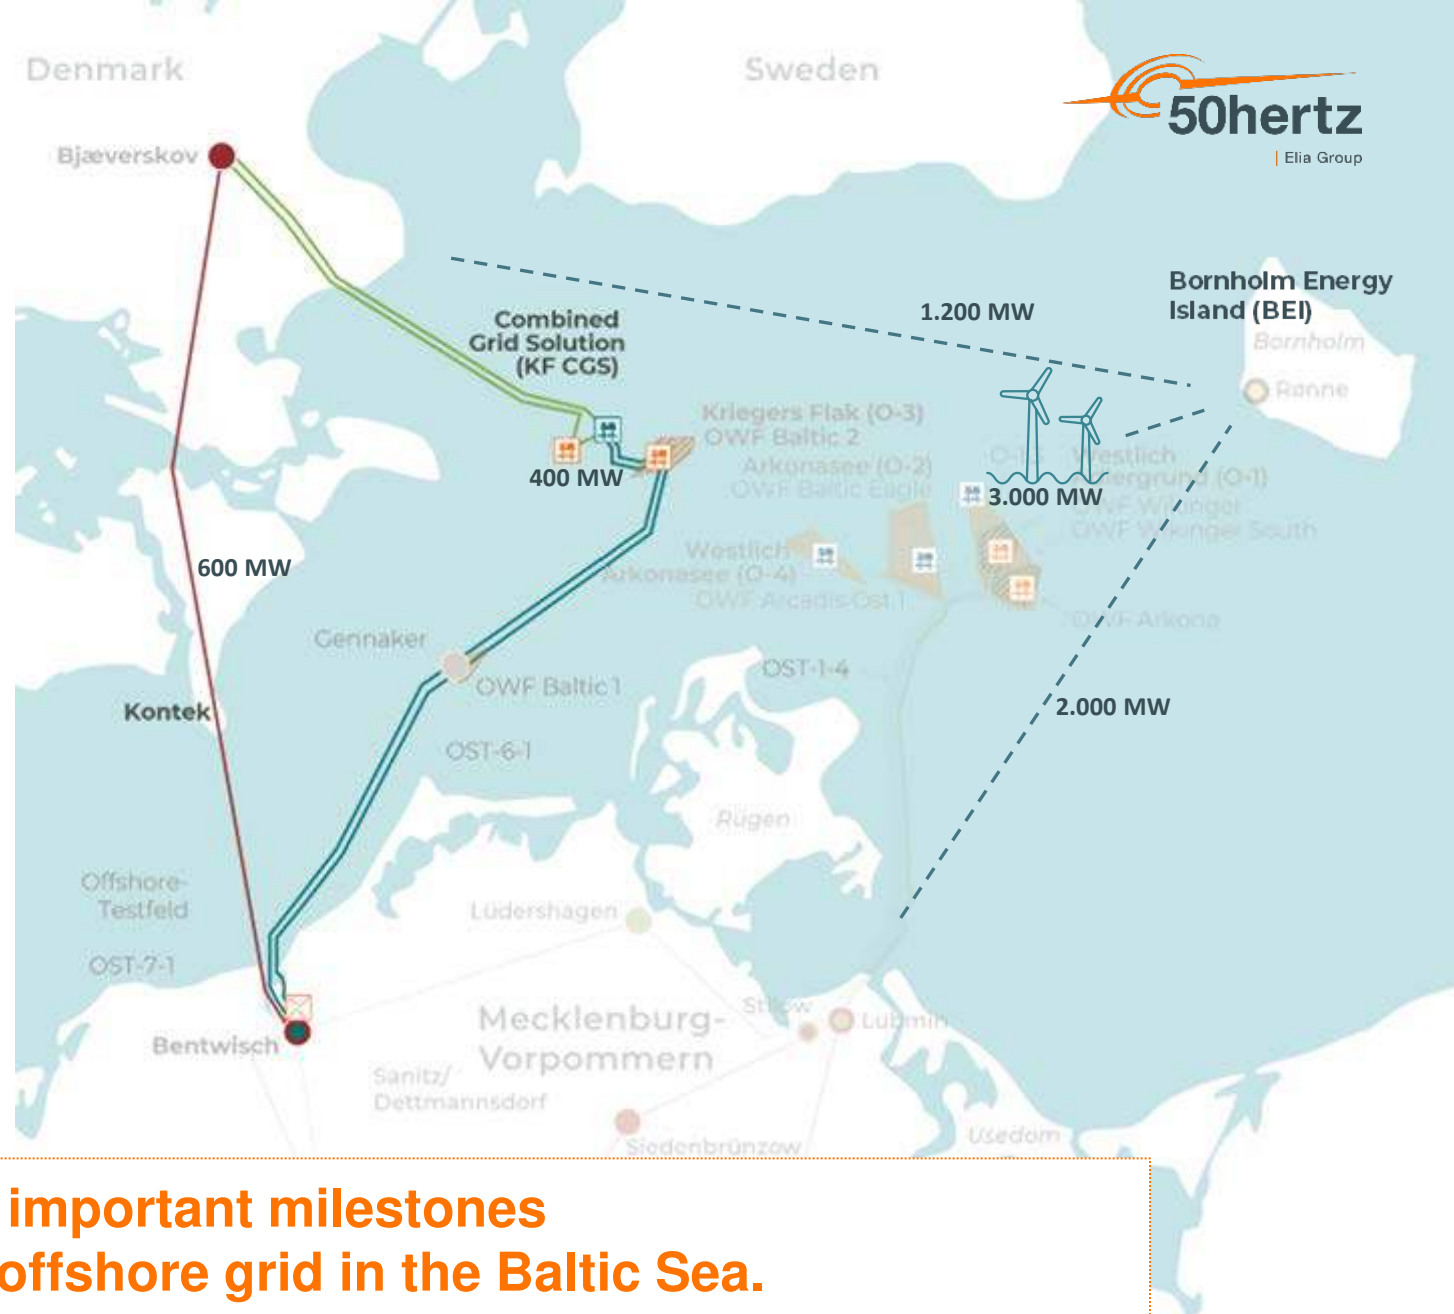 Denmark
Sweden
50hertz
| Elia Group
Bjæverskov
Bornholm Energy
Island (BEI)
Bornholm
Rønne
1.200 MW
Combined
Grid Solution
(KF CGS)
Kriegers Flak (O-3)
OWF Baltic 2
400 MW
Arkonasee (O-2)
OWF Baltic Eagle
Westlich
(O-1)
3.000 MW
OWF Wikinger
OWF Wikinger South
Westlich
Arkonasee (O-4)
OWF Arcadis Ost 1
OWF Arkona
600 MW
Gennaker
OWF Baltic 1
OST-1-4
Kontek
2.000 MW
OST-6-1
Rügen
Offshore-
Testfeld
OST-7-1
Lüdershagen
Mecklenburg-
Vorpommern
Lubmin
Bentwisch
Sanitz/
Dettmannsdorf
Siedenbrünzow
Usedom
important milestones
offshore grid in the Baltic Sea.